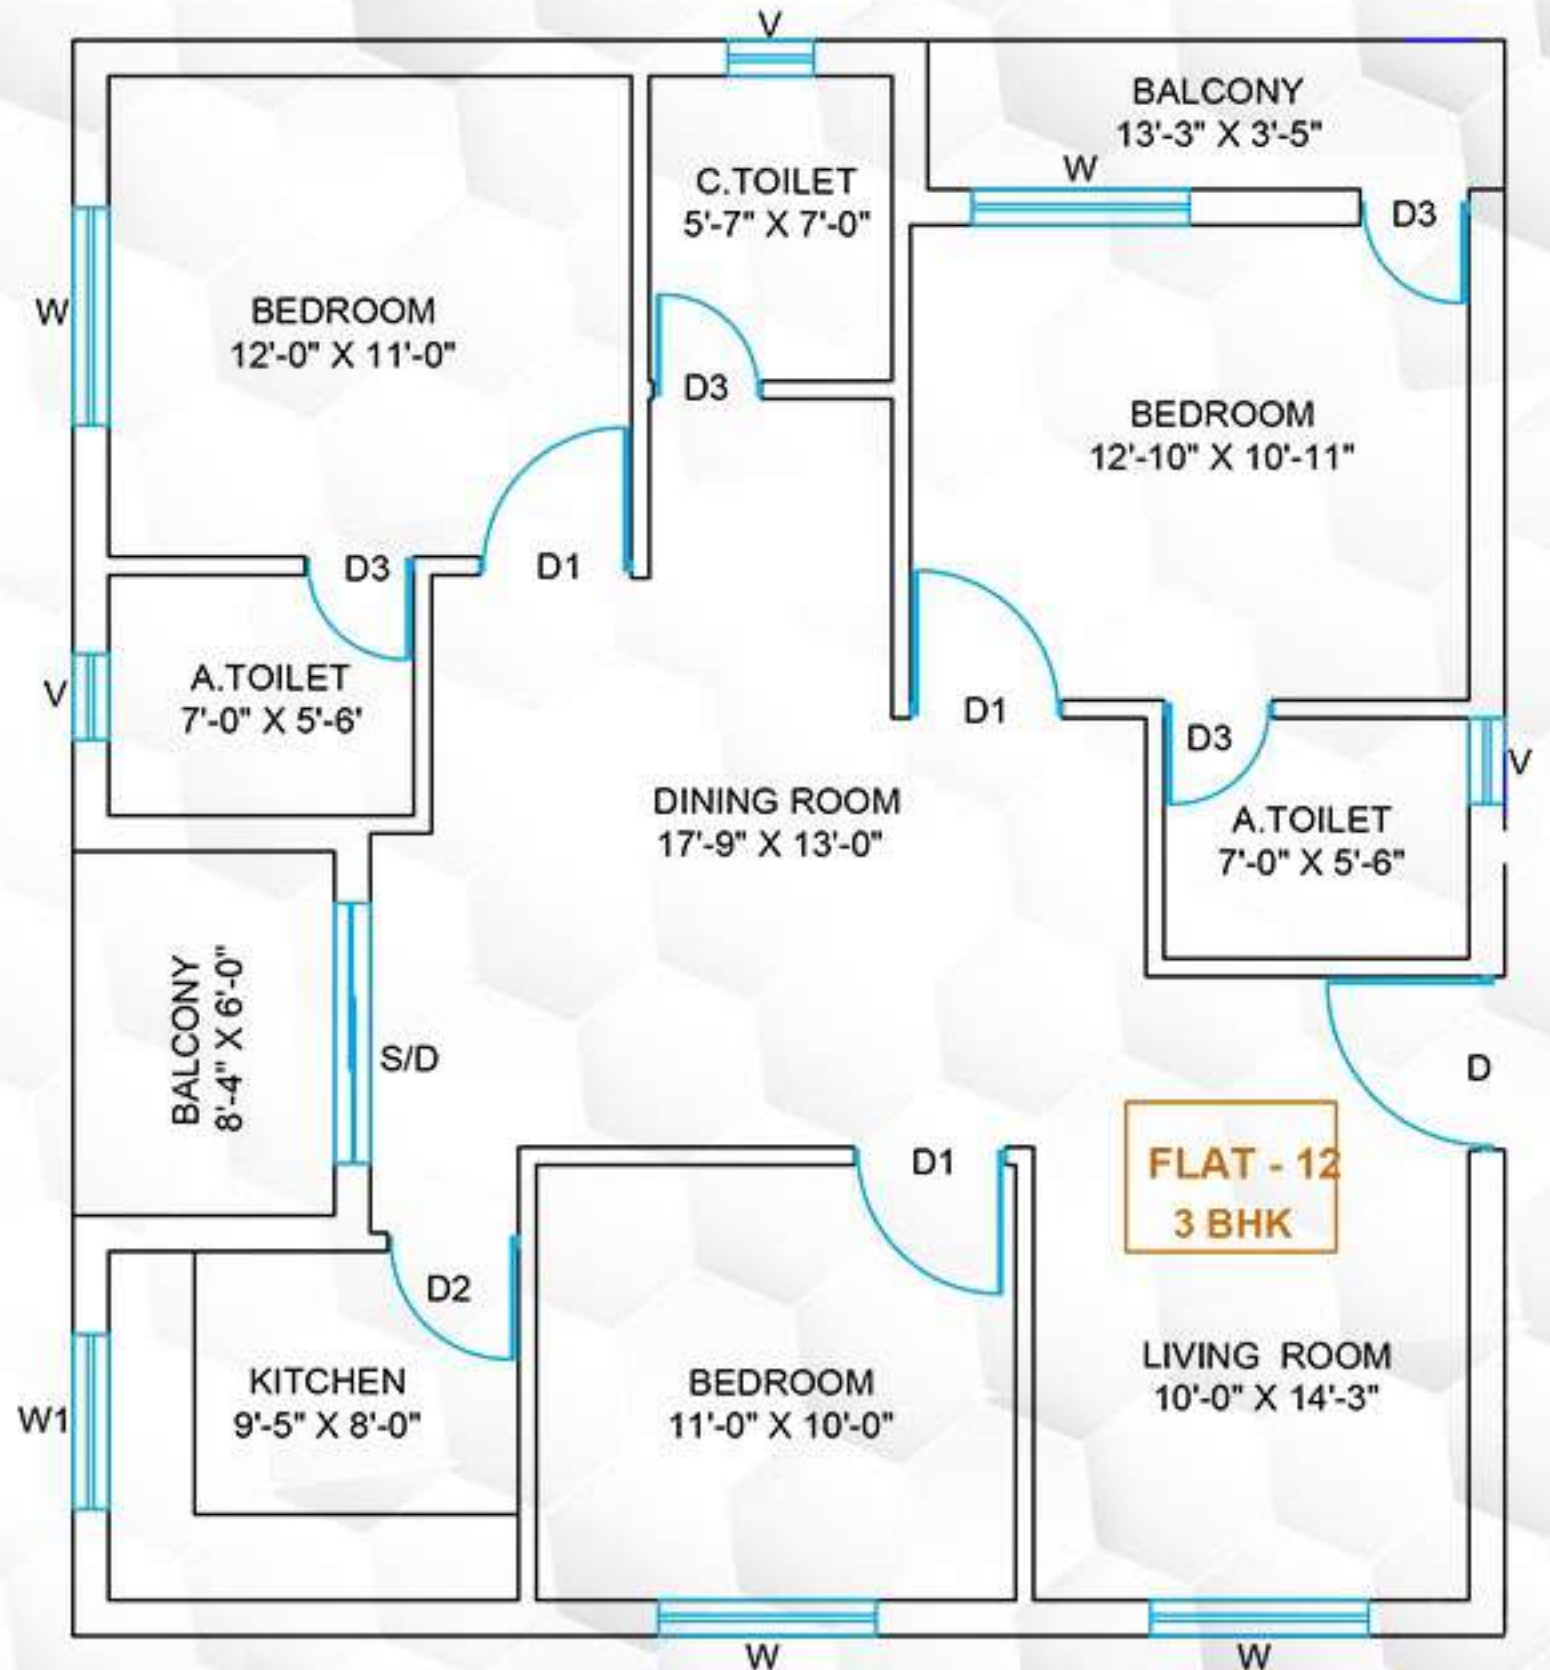 V
BALCONY
13'-3" X 3'-5"
W
D3
C.TOILET
5'-7" X 7'-0"
W
BEDROOM
12'-0" X 11'-0"
D3
BEDROOM
12'-10" X 10'-11"
D3
D1
A.TOILET
7'-0" X 5'-6'
V
D1
D3
V
DINING ROOM
17'-9" X 13'-0"
A.TOILET
7'-0" X 5'-6"
BALCONY
8'-4" X 6'-0"
S/D
D
D1
FLAT - 12
3 BHK
D2
KITCHEN
9'-5" X 8'-0"
W1
BEDROOM
11'-0" X 10'-0"
LIVING ROOM
10'-0" X 14'-3"
W
W